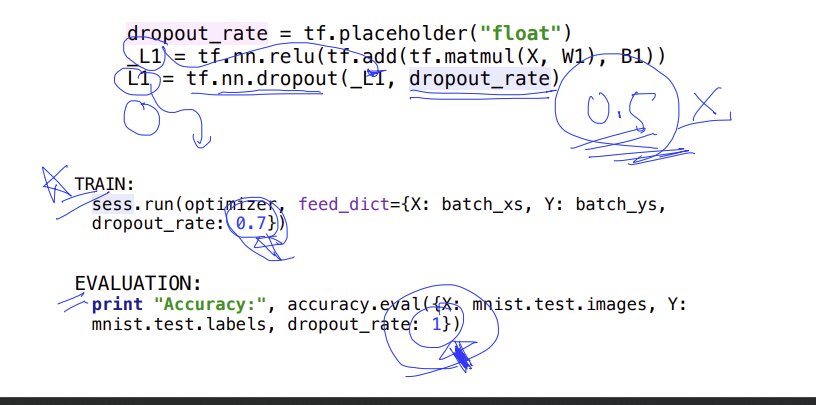 dropout_rate = tf.placeholder("float")
_L1 = tf.nn.relu(tf.add(tf.matmul(X, W1), B1))
L1 = tf.nn.dropout(_L1, dropout_rate)
0.5 X
TRAIN:
sess.run(optimizer, feed_dict={X: batch_xs, Y: batch_ys,
dropout_rate: 0.7})
EVALUATION:
print "Accuracy:", accuracy.eval({X: mnist.test.images, Y:
mnist.test.labels, dropout_rate: 1})